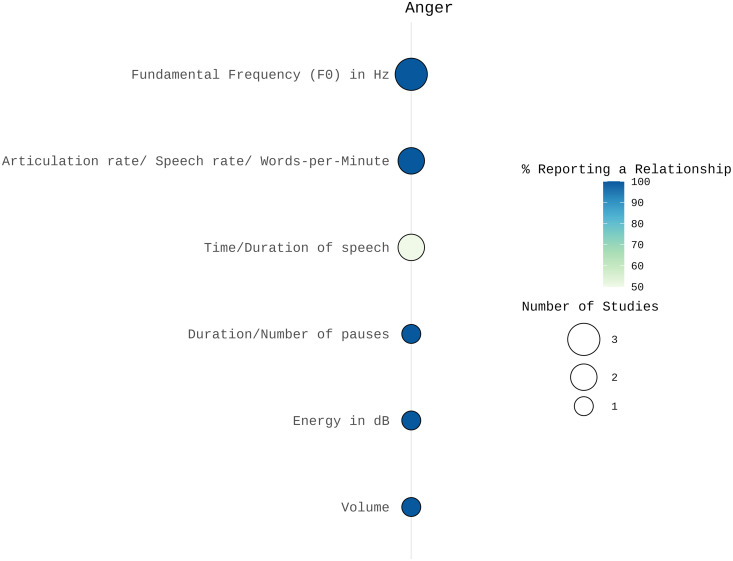 Anger
Fundamental Frequency (F0) in Hz
Articulation rate/ Speech rate/ Words-per-Minute
Time/Duration of speech
Duration/Number of pauses
Energy in dB
Volume
% Reporting a Relationship
100
90
80
70
60
50
Number of Studies
3
2
1